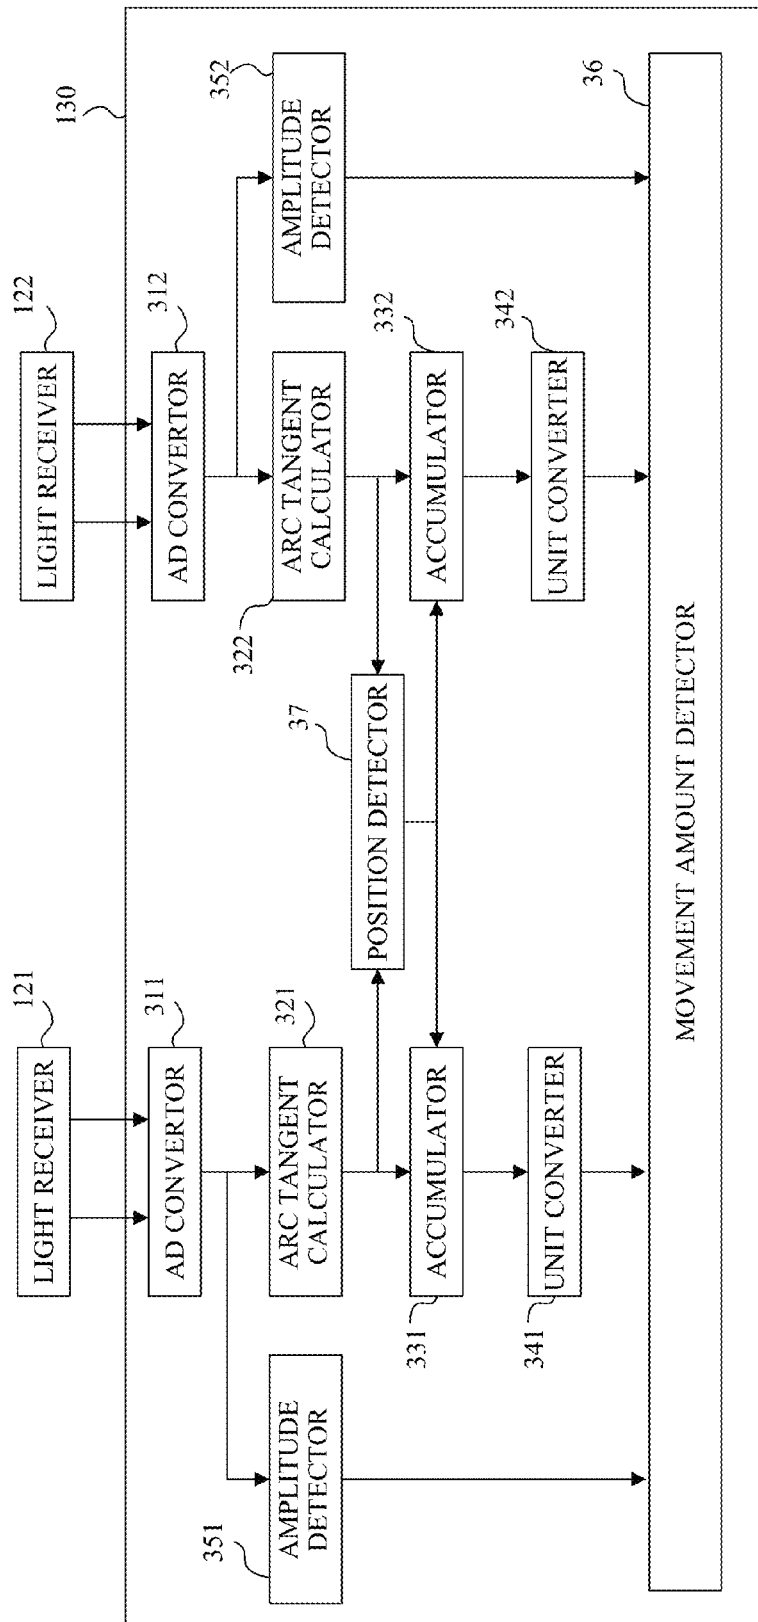 130
121
122
LIGHT RECEIVER
LIGHT RECEIVER
311
312
AD CONVERTOR
AD CONVERTOR
351
321
322
352
AMPLITUDE
DETECTOR
ARC TANGENT
CALCULATOR
ARC TANGENT
CALCULATOR
AMPLITUDE
DETECTOR
37
POSITION DETECTOR
331
332
ACCUMULATOR
ACCUMULATOR
341
342
UNIT CONVERTER
UNIT CONVERTER
36
MOVEMENT AMOUNT DETECTOR